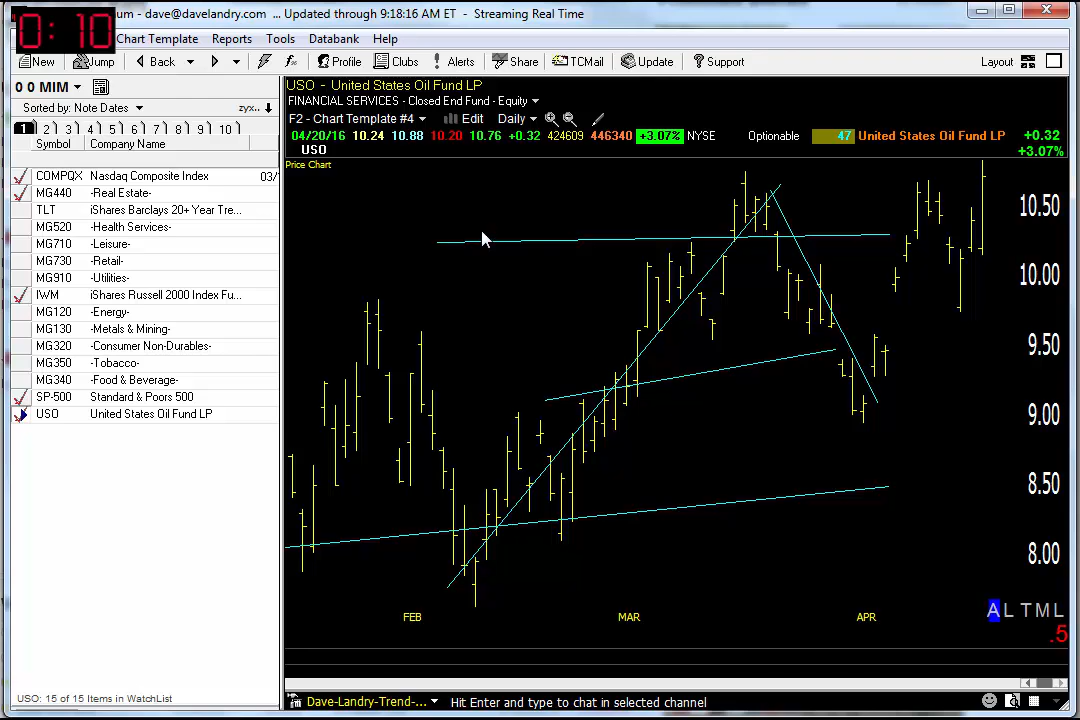 um - dave@davelandry.com ... Updated through 9:18:16 AM ET - Streaming Real Time
0:10
Chart Template Reports Tools Databank Help
New Jump Back Profile Clubs Alerts Share TCMail Update Support Layout
0 0 MIM
USO - United States Oil Fund LP
FINANCIAL SERVICES - Closed End Fund - Equity
Sorted by: Note Dates zyx..
F2 - Chart Template #4 Edit Daily
1 2 3 4 5 6 7 8 9 10
04/20/16 10.24 10.88 10.20 10.76 +0.32 424609 446340 +3.07% NYSE Optionable 47 United States Oil Fund LP +0.32
Symbol Company Name
USO +3.07%
Price Chart
COMPQX Nasdaq Composite Index 03/
MG440 -Real Estate-
TLT iShares Barclays 20+ Year Tre...
MG520 -Health Services-
MG710 -Leisure-
MG730 -Retail-
MG910 -Utilities-
IWM iShares Russell 2000 Index Fu...
MG120 -Energy-
MG130 -Metals & Mining-
MG320 -Consumer Non-Durables-
MG350 -Tobacco-
MG340 -Food & Beverage-
SP-500 Standard & Poors 500
USO United States Oil Fund LP
10.50
10.00
9.50
9.00
8.50
8.00
FEB MAR APR
A L T M L
.5
USO: 15 of 15 Items in WatchList
Dave-Landry-Trend-... Hit Enter and type to chat in selected channel